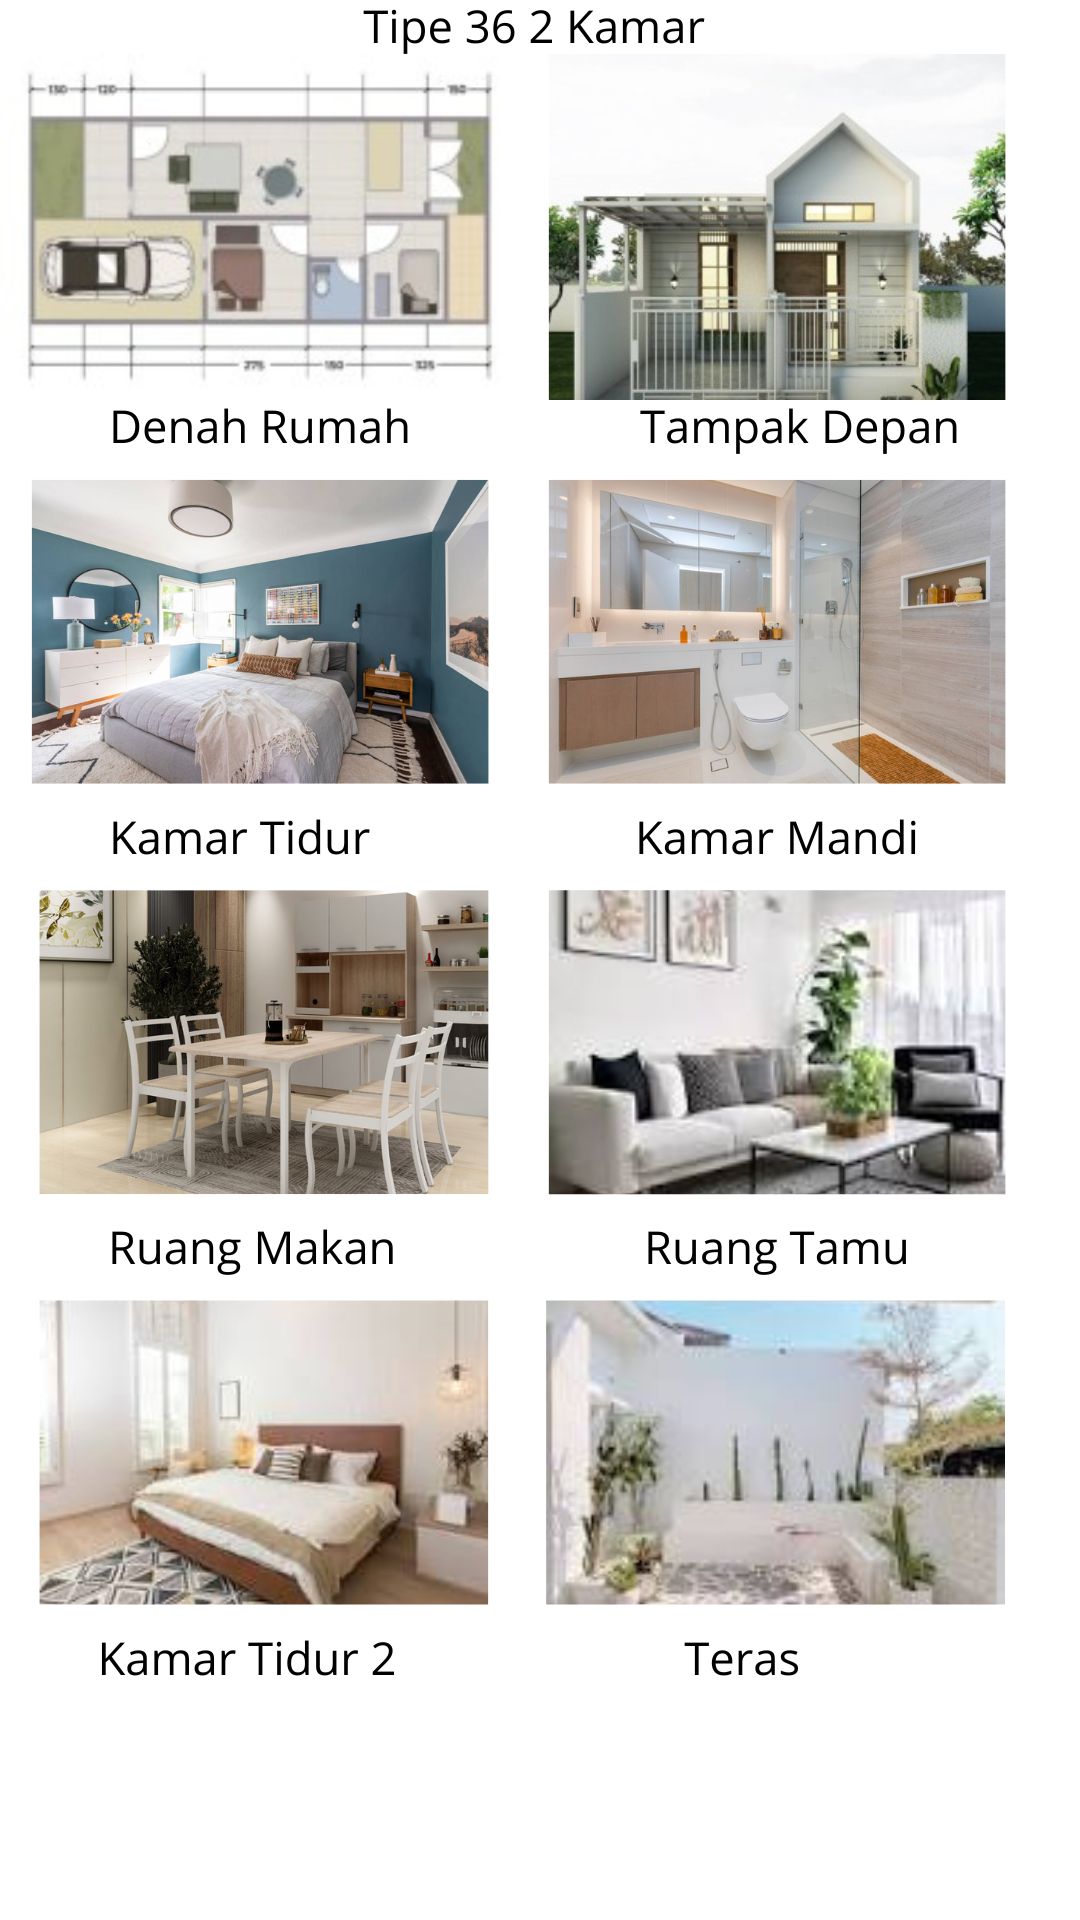 Tipe 36 2 Kamar
150 120 150
275 150 325
Denah Rumah
Tampak Depan
Kamar Tidur
Kamar Mandi
Ruang Makan
Ruang Tamu
Kamar Tidur 2
Teras